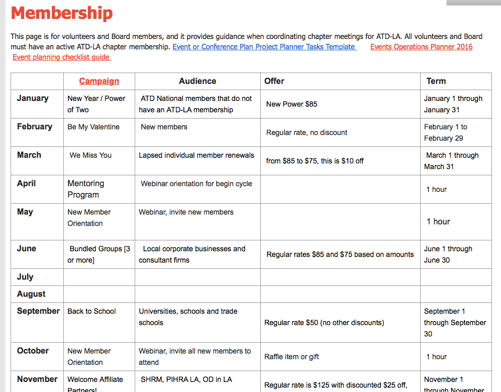 Membership
This page is for volunteers and Board members, and it provides guidance when coordinating chapter meetings for ATD-LA. All volunteers and Board
must have an active ATD-LA chapter membership. Event or Conference Plan Project Planner Tasks Template Events Operations Planner 2016
Event planning checklist guide
Campaign Audience Offer Term
January New Year / Power ATD National members that do not New Power $85 January 1 through
of Two have an ATD-LA membership January 31
February Be My Valentine New members Regular rate, no discount February 1 to
February 29
March We Miss You Lapsed individual member renewals from $85 to $75, this is $10 off March 1 through
March 31
April Mentoring Webinar orientation for begin cycle 1 hour
Program
May New Member Webinar, invite new members 1 hour
Orientation
June Bundled Groups [3 Local corporate businesses and Regular rates $85 and $75 based on amounts June 1 through
or more] consultant firms June 30
July
August
September Back to School Universities, schools and trade Regular rate $50 (no other discounts) September 1
schools through September
30
October New Member Webinar, invite all new members to Raffle item or gift 1 hour
Orientation attend
November Welcome Affiliate SHRM, PIHRA LA, OD in LA Regular rate is $125 with discounted $25 off, November 1
Partners! through November